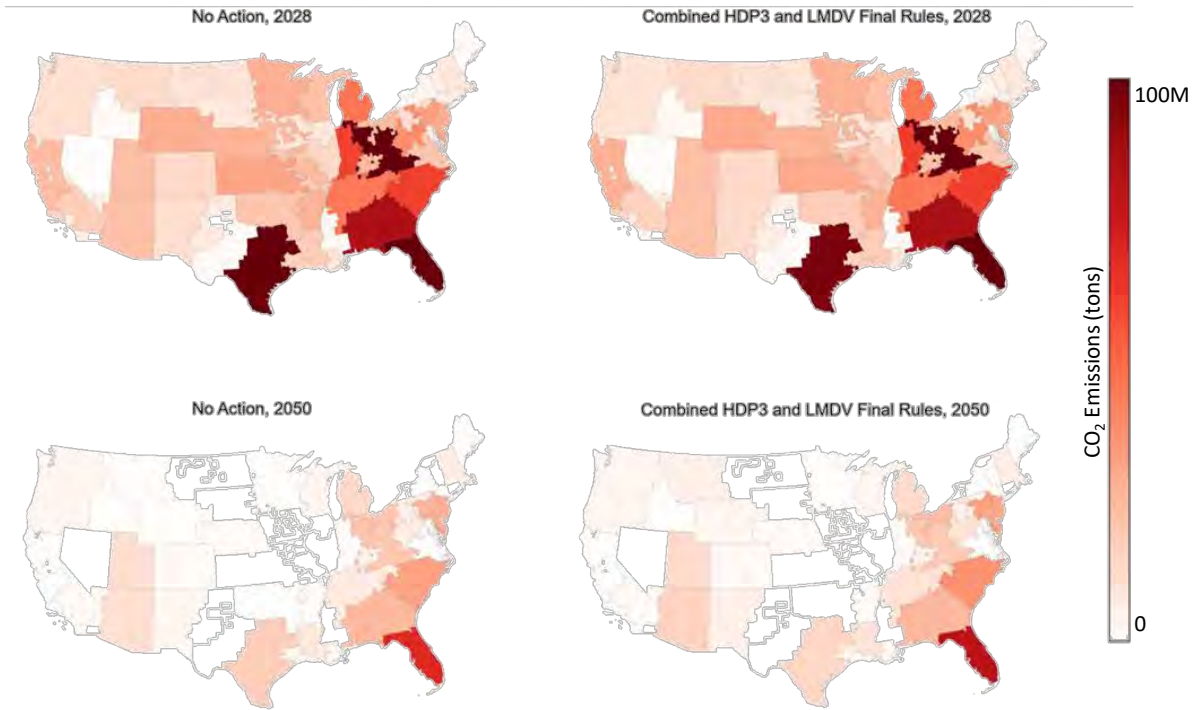 No Action, 2028
Combined HDP3 and LMDV Final Rules, 2028
100M
CO₂ Emissions (tons)
No Action, 2050
Combined HDP3 and LMDV Final Rules, 2050
0